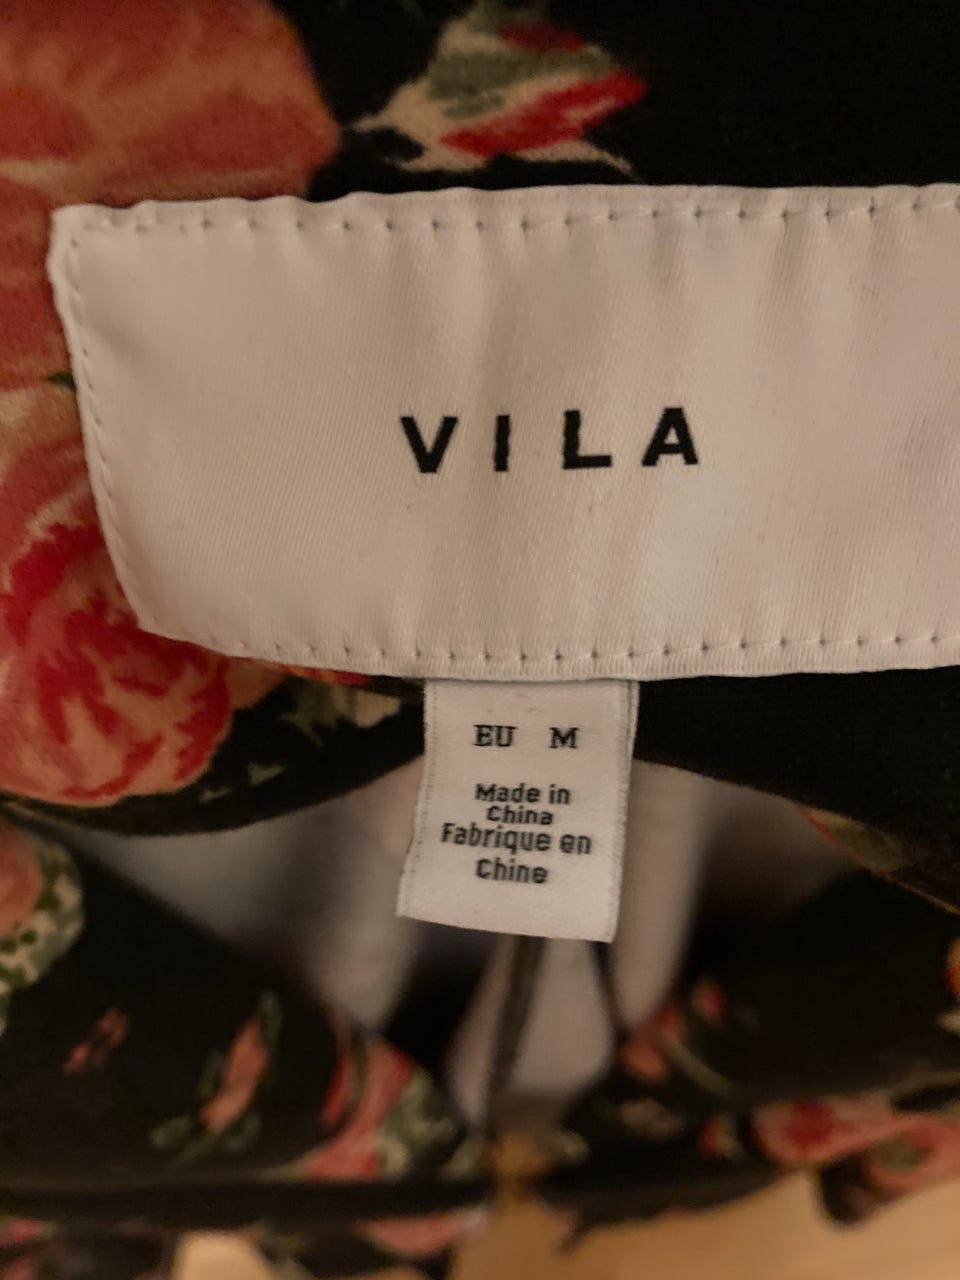 VILA
EU M
Made in
China
Fabrique en
Chine